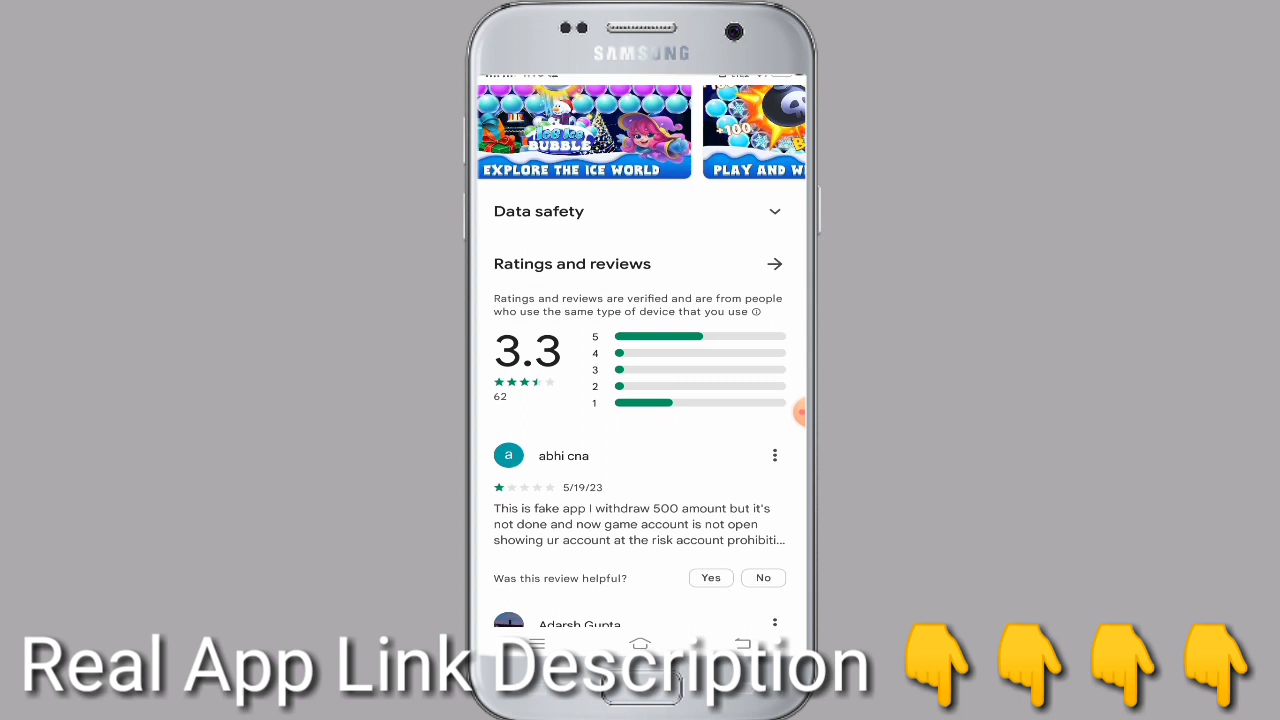 SAMSUNG
ICE ICE
BUBBLE
+100
EXPLORE THE ICE WORLD
PLAY AND W
Data safety
Ratings and reviews
Ratings and reviews are verified and are from people
who use the same type of device that you use
3.3
5
4
3
2
1
62
a
abhi cna
5/19/23
This is fake app I withdraw 500 amount but it's
not done and now game account is not open
showing ur account at the risk account prohibiti...
Was this review helpful?
Yes
No
Adarsh Gupta
Real App Link Description 👇 👇 👇 👇